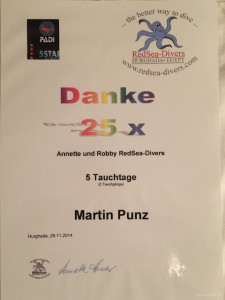 ... the better way to dive ...
PADI
5STAR
RedSea-Divers
HURGHADA - EGYPT
www.redsea-divers.com
Danke
25.x
Annette und Robby RedSea-Divers
5 Tauchtage
(2 Tauchgänge)
Martin Punz
Hurghada, 28.11.2014